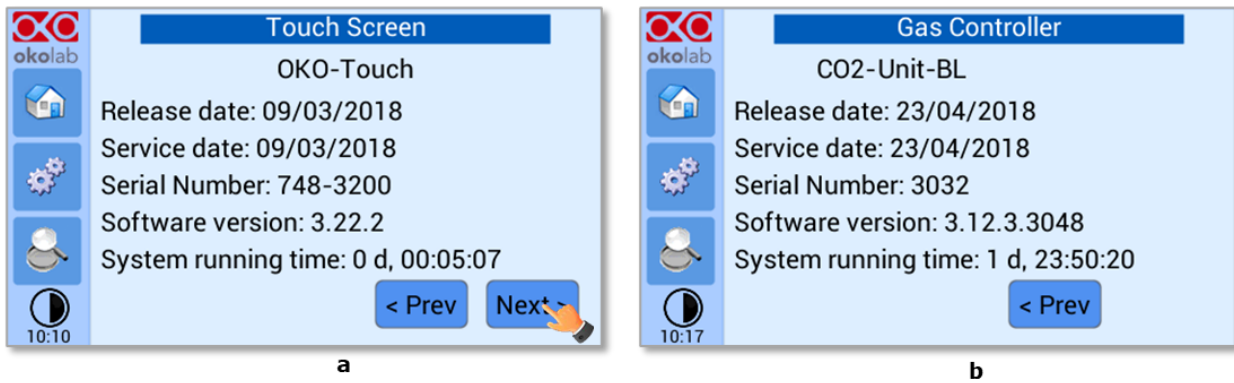 okolab
Touch Screen
OKO-Touch
Release date: 09/03/2018
Service date: 09/03/2018
Serial Number: 748-3200
Software version: 3.22.2
System running time: 0 d, 00:05:07
< Prev
Next >
10:10
a
okolab
Gas Controller
CO2-Unit-BL
Release date: 23/04/2018
Service date: 23/04/2018
Serial Number: 3032
Software version: 3.12.3.3048
System running time: 1 d, 23:50:20
< Prev
10:17
b